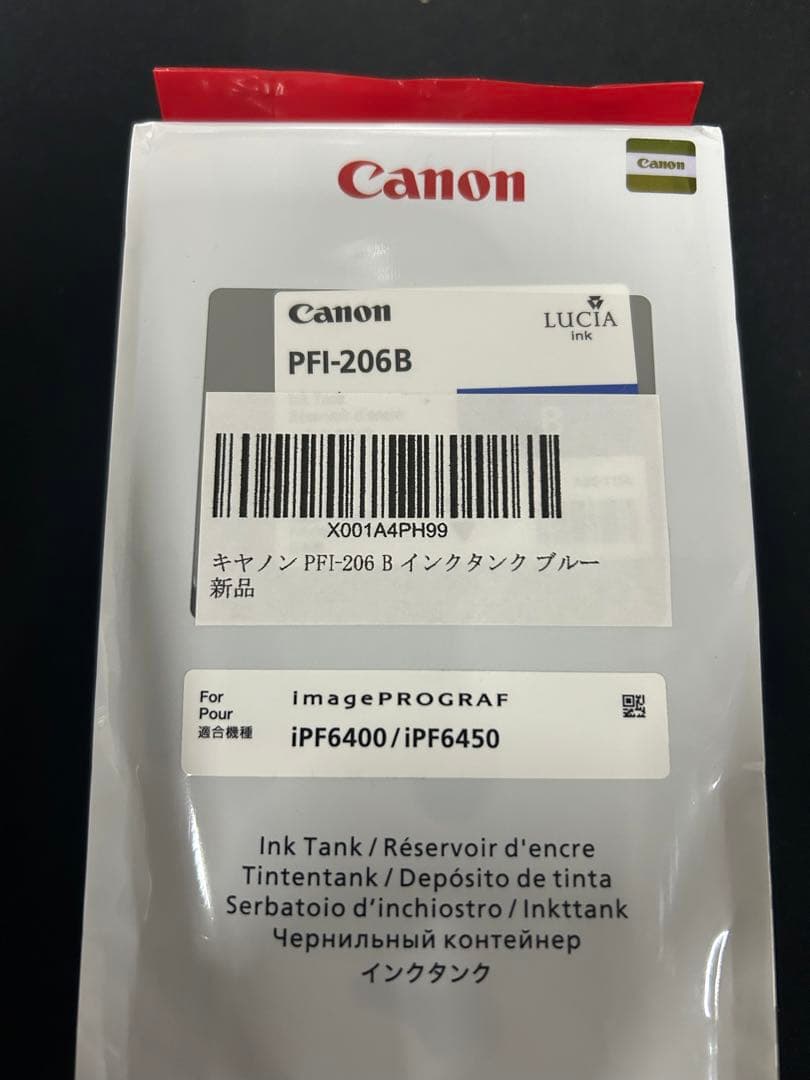 Canon
Canon
Canon
LUCIA
ink
PFI-206B
B
X001A4PH99
キヤノン PFI-206 B インクタンク ブルー
新品
For
Pour
適合機種
imagePROGRAF
iPF6400/iPF6450
Ink Tank / Réservoir d'encre
Tintentank / Depósito de tinta
Serbatoio d’inchiostro / Inkttank
Чернильный контейнер
インクタンク